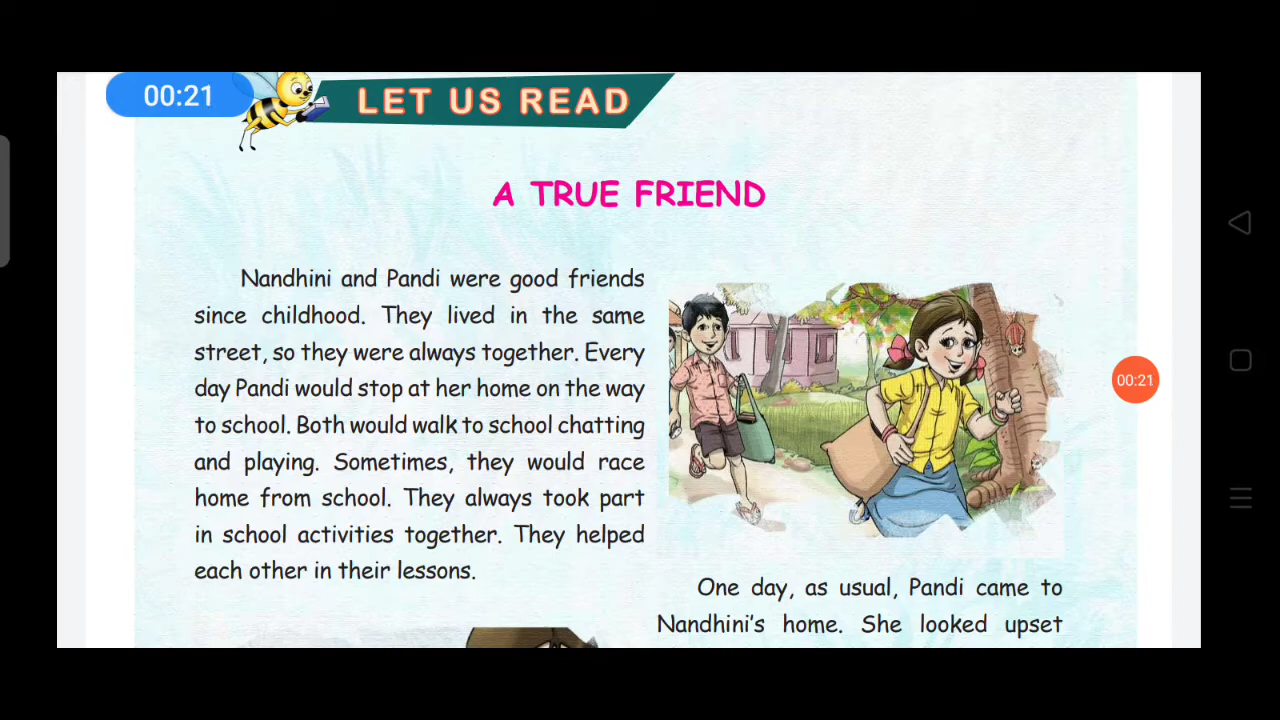 00:21
LET US READ
A TRUE FRIEND
Nandhini and Pandi were good friends
since childhood. They lived in the same
street, so they were always together. Every
day Pandi would stop at her home on the way
to school. Both would walk to school chatting
and playing. Sometimes, they would race
home from school. They always took part
in school activities together. They helped
each other in their lessons.
One day, as usual, Pandi came to
Nandhini's home. She looked upset
00:21